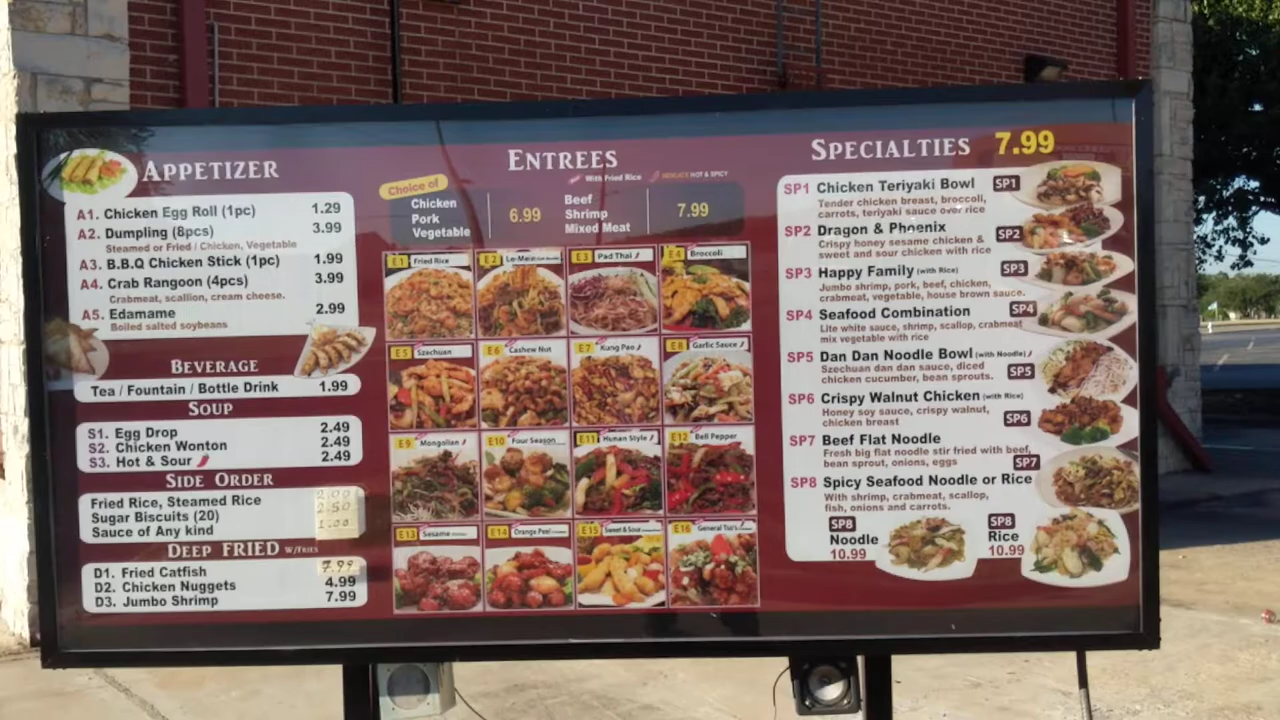 APPETIZER
A1. Chicken Egg Roll (1pc) 1.29
A2. Dumpling (8pcs) 3.99
Steamed or Fried / Chicken, Vegetable
A3. B.B.Q Chicken Stick (1pc) 1.99
A4. Crab Rangoon (4pcs) 3.99
Crabmeat, scallion, cream cheese.
A5. Edamame 2.99
Boiled salted soybeans
BEVERAGE
Tea / Fountain / Bottle Drink 1.99
SOUP
S1. Egg Drop 2.49
S2. Chicken Wonton 2.49
S3. Hot & Sour 2.49
SIDE ORDER
Fried Rice, Steamed Rice 2.00
Sugar Biscuits (20) 2.50
Sauce of Any kind 1.00
DEEP FRIED W/FRIES
D1. Fried Catfish 7.99
D2. Chicken Nuggets 4.99
D3. Jumbo Shrimp 7.99
ENTREES
With Fried Rice
INDICATE HOT & SPICY
Choice of
Chicken
Pork
Vegetable
6.99
Beef
Shrimp
Mixed Meat
7.99
E1 Fried Rice
E2 Lo-Mein
E3 Pad Thai
E4 Broccoli
E5 Szechuan
E6 Cashew Nut
E7 Kung Pao
E8 Garlic Sauce
E9 Mongolian
E10 Four Season
E11 Hunan Style
E12 Bell Pepper
E13 Sesame
E14 Orange Peel
E15 Sweet & Sour
E16 General Tso's
SPECIALTIES 7.99
SP1 Chicken Teriyaki Bowl
Tender chicken breast, broccoli,
carrots, teriyaki sauce over rice
SP1
SP2 Dragon & Phoenix
Crispy honey sesame chicken &
sweet and sour chicken with rice
SP2
SP3 Happy Family (with Rice)
Jumbo shrimp, pork, beef, chicken,
crabmeat, vegetable, house brown sauce.
SP3
SP4 Seafood Combination
Lite white sauce, shrimp, scallop, crabmeat
mix vegetable with rice
SP4
SP5 Dan Dan Noodle Bowl (with Noodle)
Szechuan dan dan sauce, diced
chicken cucumber, bean sprouts.
SP5
SP6 Crispy Walnut Chicken (with Rice)
Honey soy sauce, crispy walnut,
chicken breast
SP6
SP7 Beef Flat Noodle
Fresh big flat noodle stir fried with beef,
bean sprout, onions, eggs
SP7
SP8 Spicy Seafood Noodle or Rice
With shrimp, crabmeat, scallop,
fish, onions and carrots.
SP8
Noodle
10.99
SP8
Rice
10.99